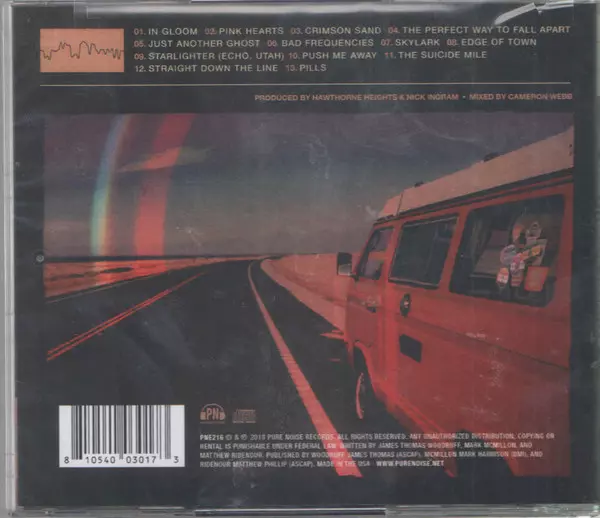 01. IN GLOOM 02. PINK HEARTS 03. CRIMSON SAND 04. THE PERFECT WAY TO FALL APART
05. JUST ANOTHER GHOST 06. BAD FREQUENCIES 07. SKYLARK 08. EDGE OF TOWN
09. STARLIGHTER (ECHO, UTAH) 10. PUSH ME AWAY 11. THE SUICIDE MILE
12. STRAIGHT DOWN THE LINE 13. PILLS
PRODUCED BY HAWTHORNE HEIGHTS & NICK INGRAM • MIXED BY CAMERON WEBB
PN
PNE216 © & ℗ 2018 PURE NOISE RECORDS. ALL RIGHTS RESERVED. ANY UNAUTHORIZED DISTRIBUTION, COPYING OR
RENTAL IS PUNISHABLE UNDER FEDERAL LAW. WRITTEN BY JAMES THOMAS WOODRUFF, MARK MCMILLON, AND
MATTHEW RIDENOUR. PUBLISHED BY WOODRUFF JAMES THOMAS (ASCAP), MCMILLON MARK HARRISON (BMI), AND
RIDENOUR MATTHEW PHILLIP (ASCAP). MADE IN THE USA WWW.PURENOISE.NET
8 10540 03017 3